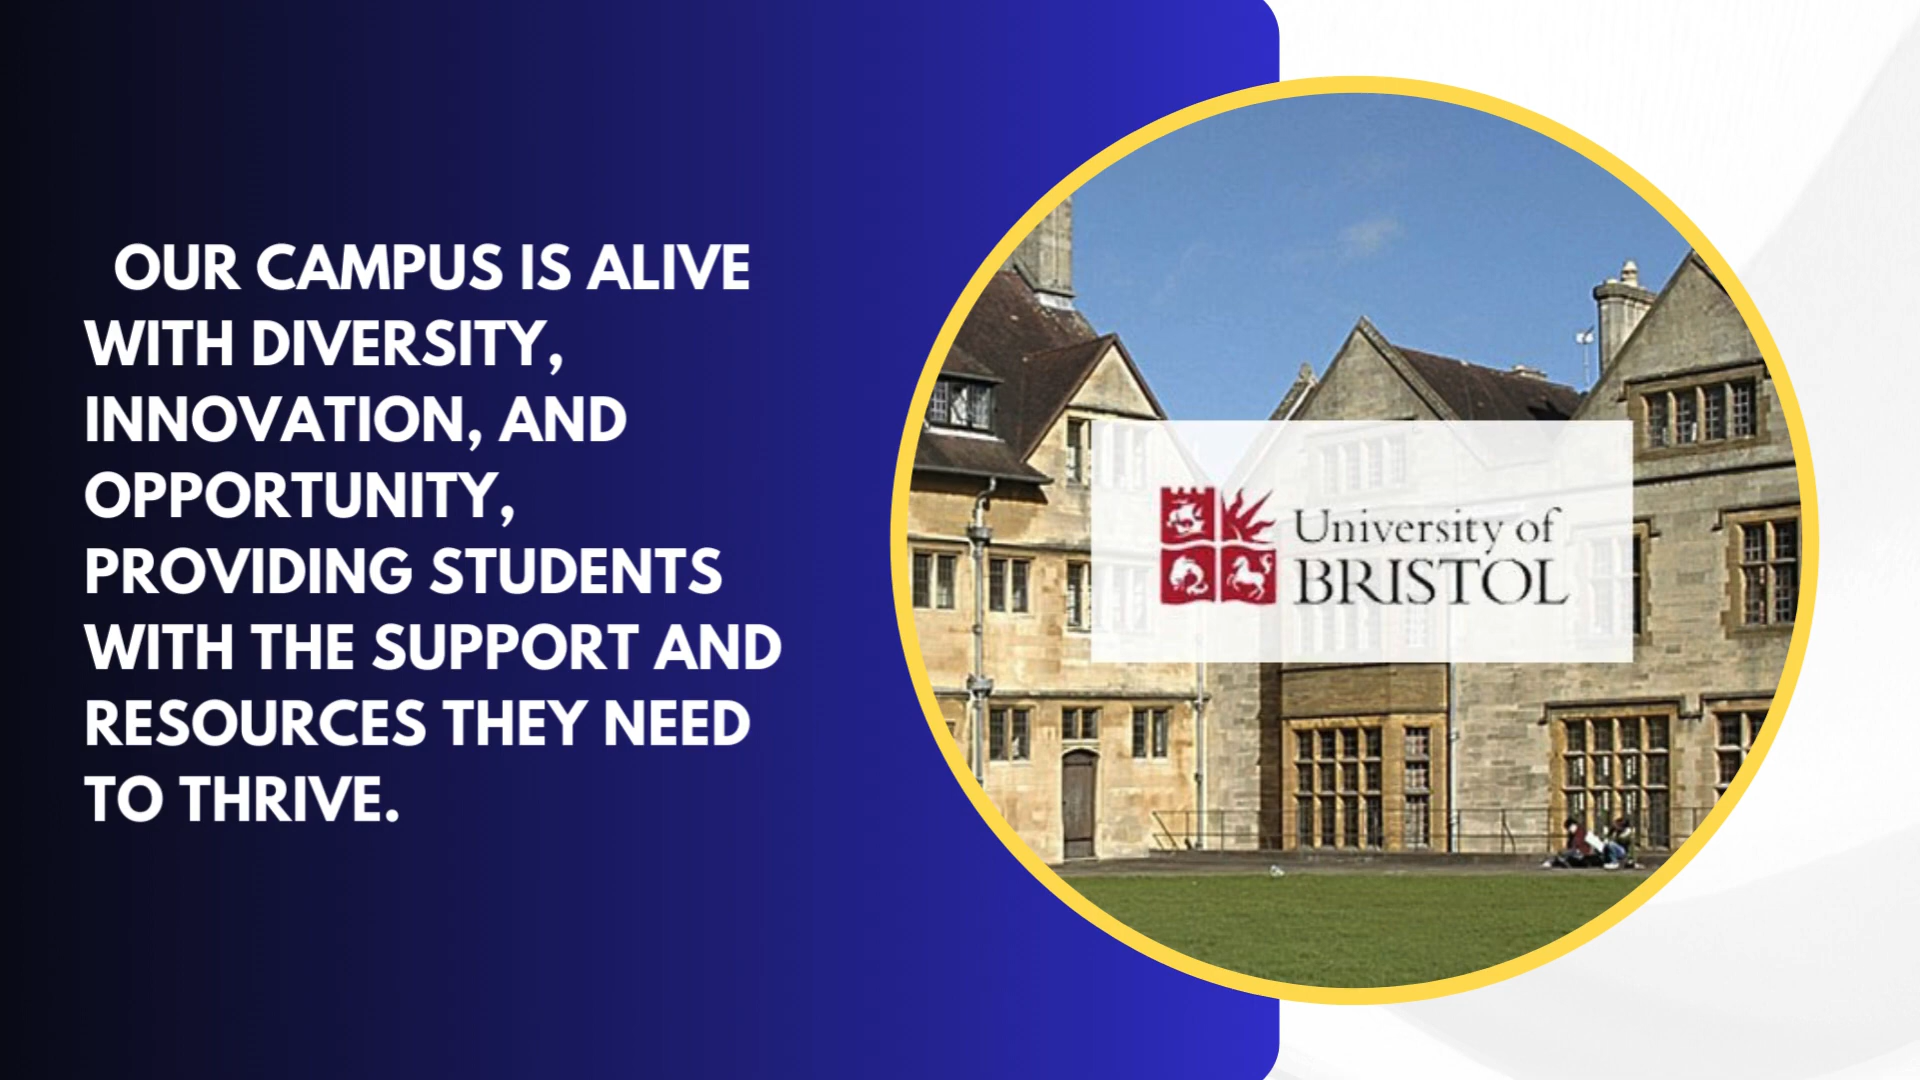 OUR CAMPUS IS ALIVE
WITH DIVERSITY,
INNOVATION, AND
OPPORTUNITY,
PROVIDING STUDENTS
WITH THE SUPPORT AND
RESOURCES THEY NEED
TO THRIVE.
University of
BRISTOL